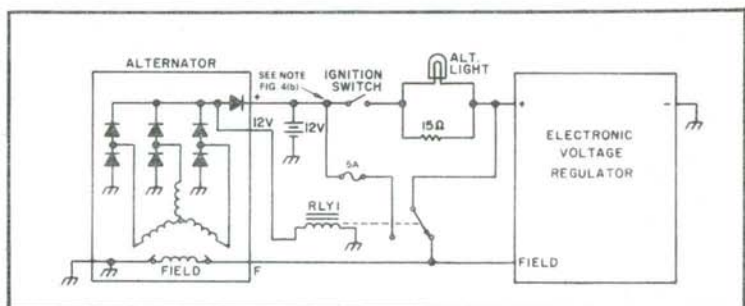 ALTERNATOR
SEE NOTE
FIG. 4(b)
IGNITION
SWITCH
ALT.
LIGHT
+
12V
12V
15Ω
+
-
ELECTRONIC
VOLTAGE
REGULATOR
5A
RLY1
FIELD
F
FIELD